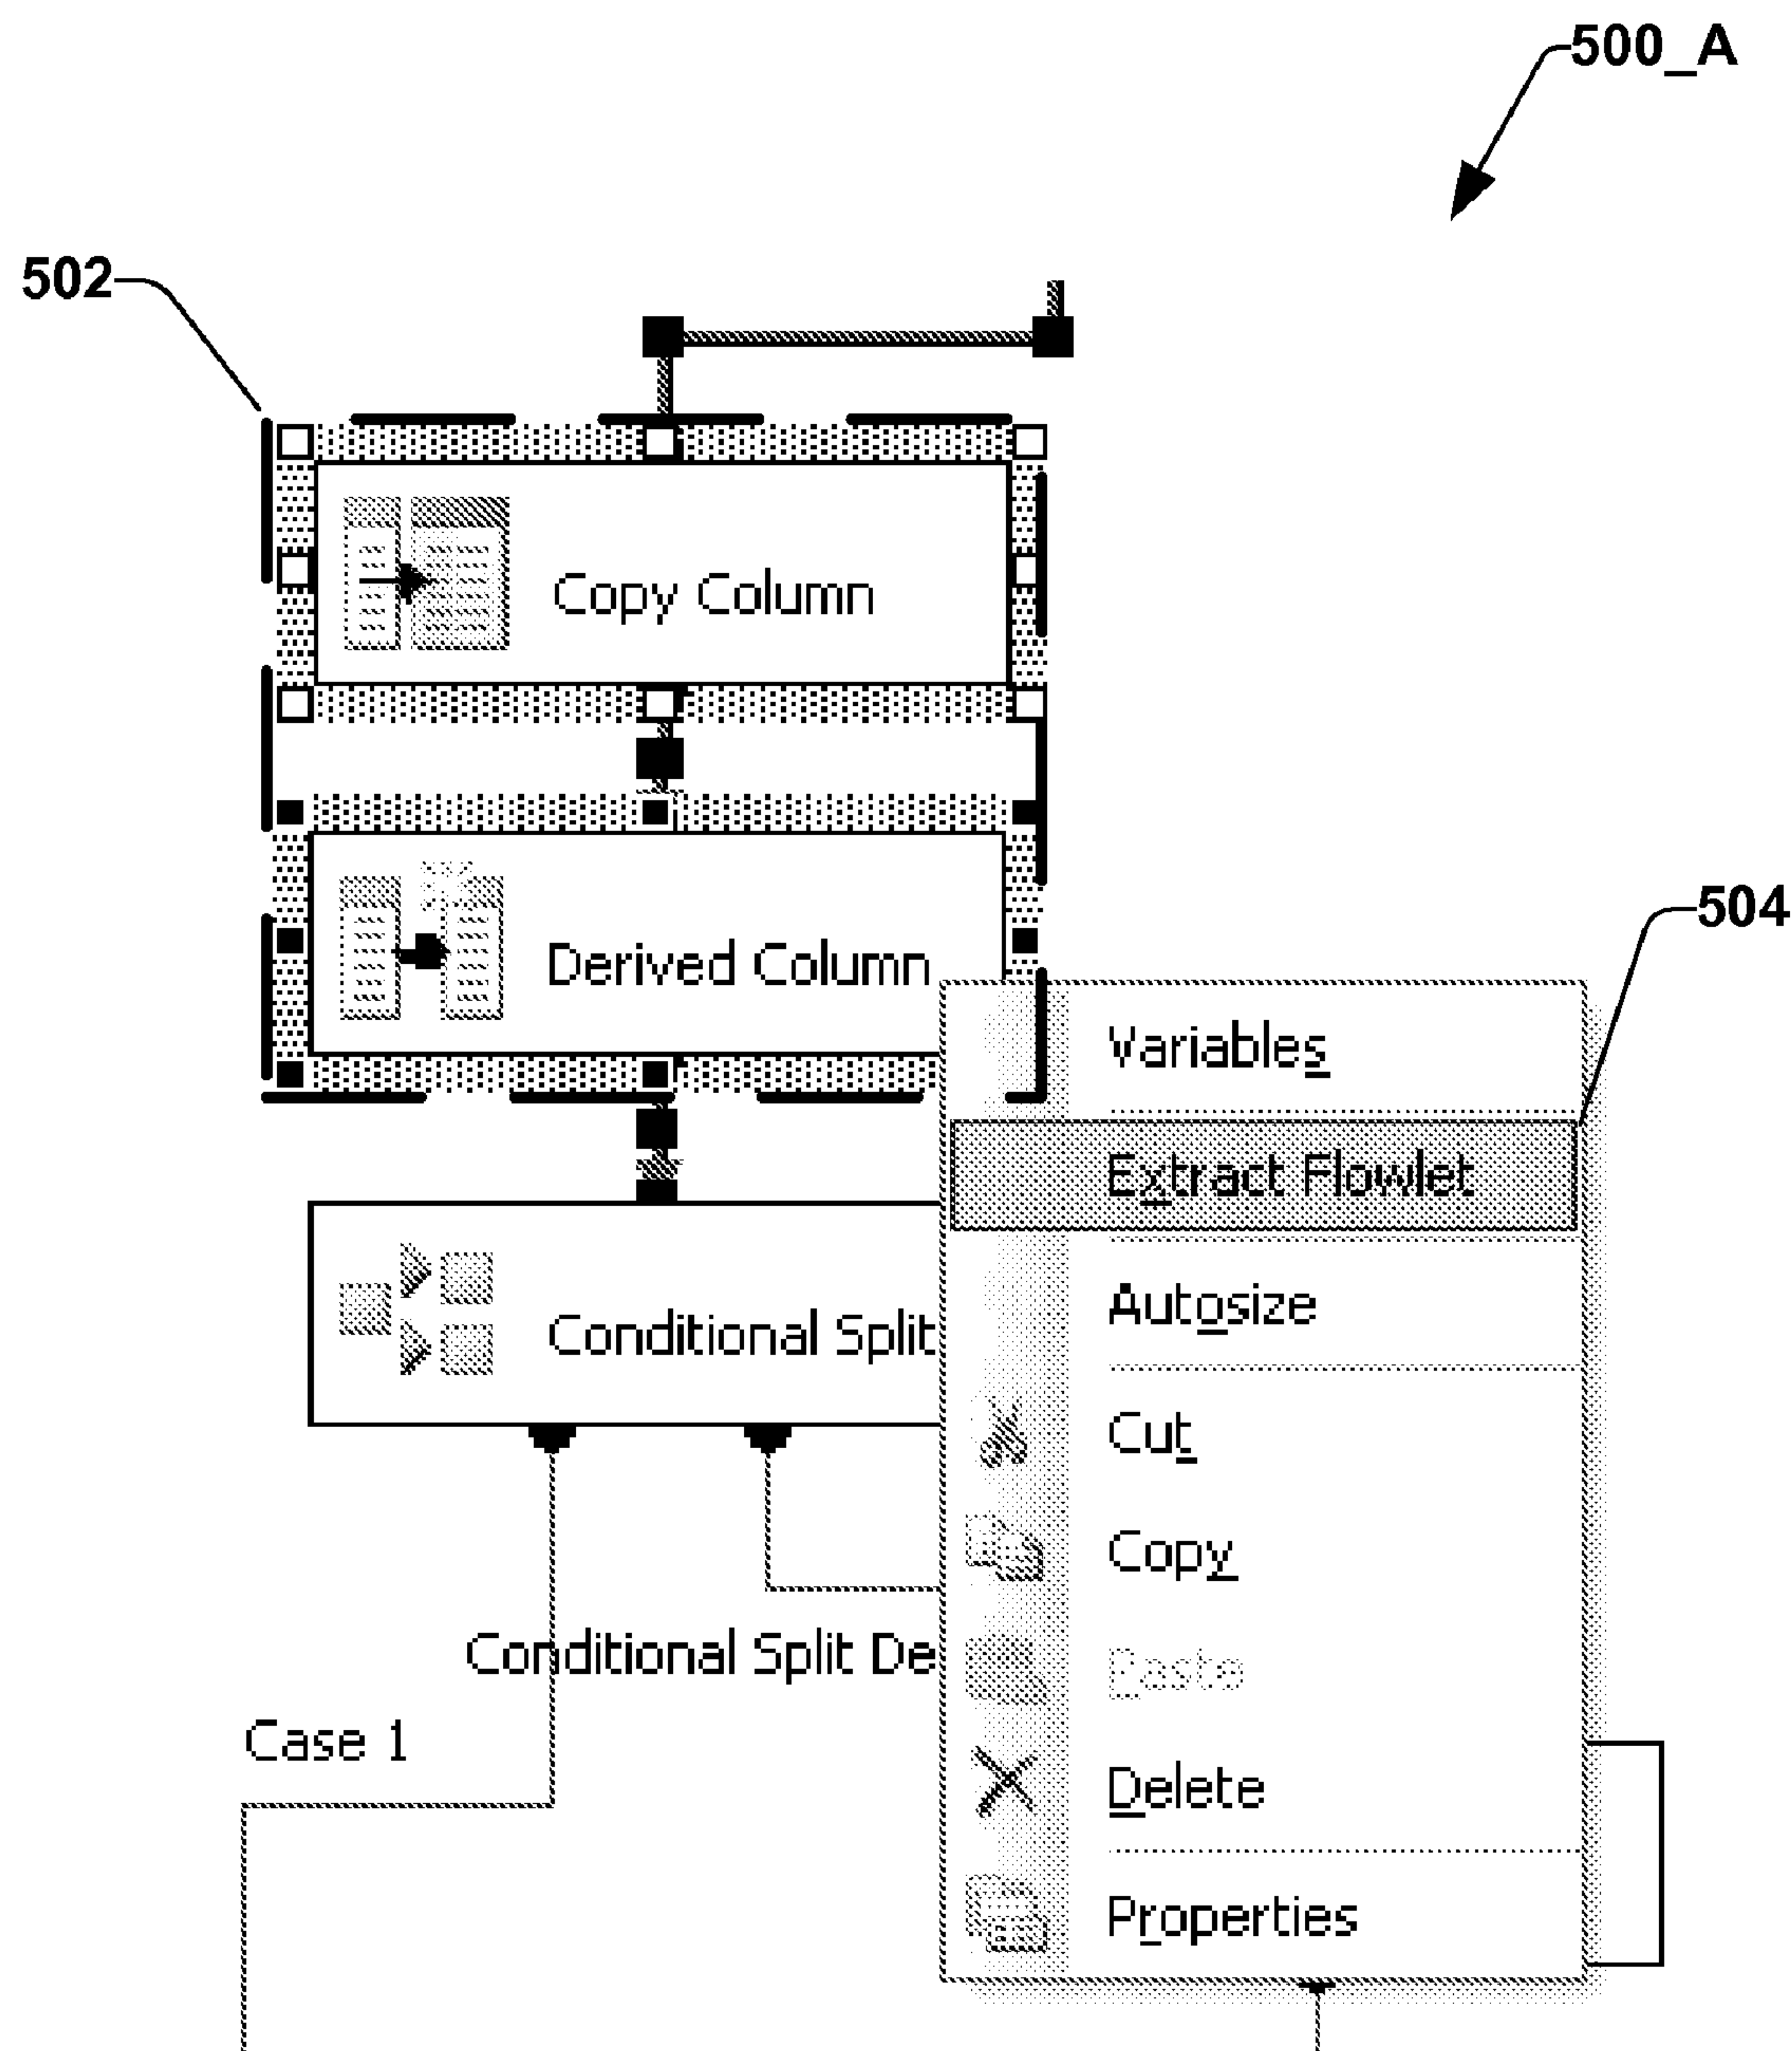 500_A
502
Copy Column
Derived Column
504
Variables
Extract Flowlet
Conditional Split
Autosize
Cut
Copy
Conditional Split De
Paste
Case 1
Delete
Properties